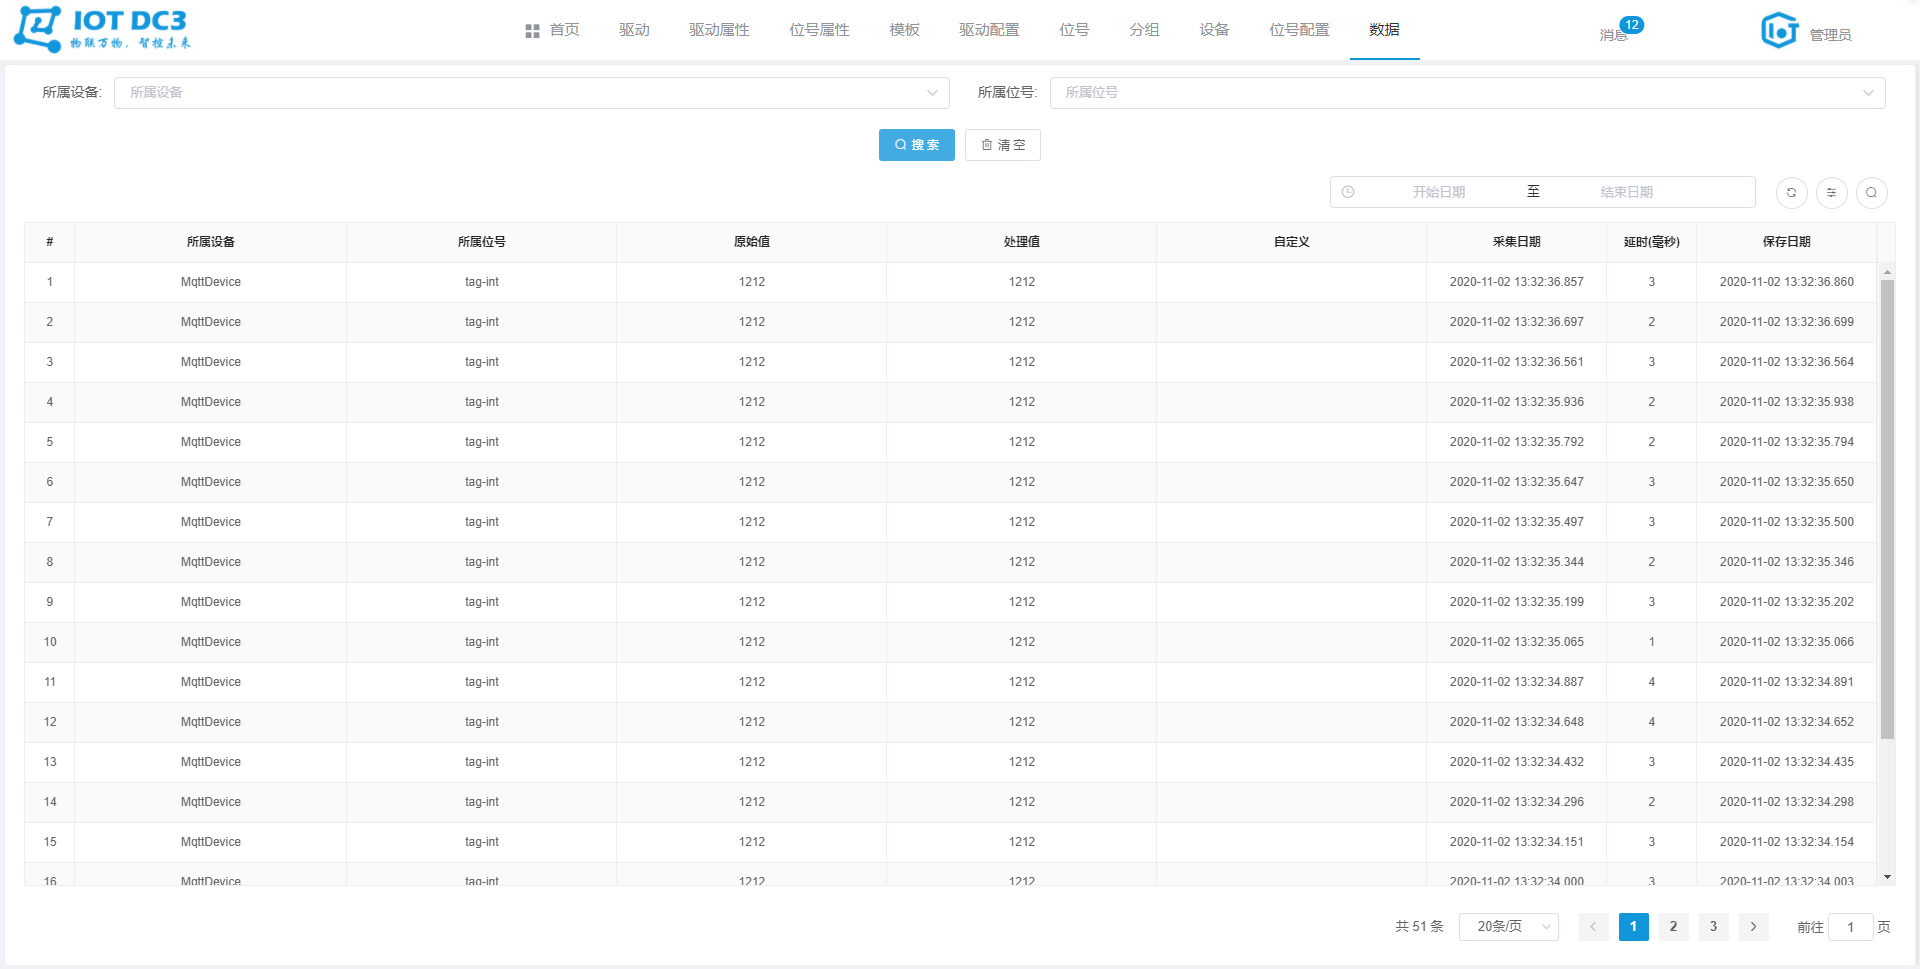 IOT DC3
物联万物，智控未来
首页 驱动 驱动属性 位号属性 模板 驱动配置 位号 分组 设备 位号配置 数据 消息 12 管理员
所属设备: 所属设备 所属位号: 所属位号
搜 索 清 空
开始日期 至 结束日期
# 所属设备 所属位号 原始值 处理值 自定义 采集日期 延时(毫秒) 保存日期
1 MqttDevice tag-int 1212 1212 2020-11-02 13:32:36.857 3 2020-11-02 13:32:36.860
2 MqttDevice tag-int 1212 1212 2020-11-02 13:32:36.697 2 2020-11-02 13:32:36.699
3 MqttDevice tag-int 1212 1212 2020-11-02 13:32:36.561 3 2020-11-02 13:32:36.564
4 MqttDevice tag-int 1212 1212 2020-11-02 13:32:35.936 2 2020-11-02 13:32:35.938
5 MqttDevice tag-int 1212 1212 2020-11-02 13:32:35.792 2 2020-11-02 13:32:35.794
6 MqttDevice tag-int 1212 1212 2020-11-02 13:32:35.647 3 2020-11-02 13:32:35.650
7 MqttDevice tag-int 1212 1212 2020-11-02 13:32:35.497 3 2020-11-02 13:32:35.500
8 MqttDevice tag-int 1212 1212 2020-11-02 13:32:35.344 2 2020-11-02 13:32:35.346
9 MqttDevice tag-int 1212 1212 2020-11-02 13:32:35.199 3 2020-11-02 13:32:35.202
10 MqttDevice tag-int 1212 1212 2020-11-02 13:32:35.065 1 2020-11-02 13:32:35.066
11 MqttDevice tag-int 1212 1212 2020-11-02 13:32:34.887 4 2020-11-02 13:32:34.891
12 MqttDevice tag-int 1212 1212 2020-11-02 13:32:34.648 4 2020-11-02 13:32:34.652
13 MqttDevice tag-int 1212 1212 2020-11-02 13:32:34.432 3 2020-11-02 13:32:34.435
14 MqttDevice tag-int 1212 1212 2020-11-02 13:32:34.296 2 2020-11-02 13:32:34.298
15 MqttDevice tag-int 1212 1212 2020-11-02 13:32:34.151 3 2020-11-02 13:32:34.154
16 MqttDevice tag-int 1212 1212 2020-11-02 13:32:34.000 3 2020-11-02 13:32:34.003
共 51 条 20条/页 1 2 3 前往 1 页